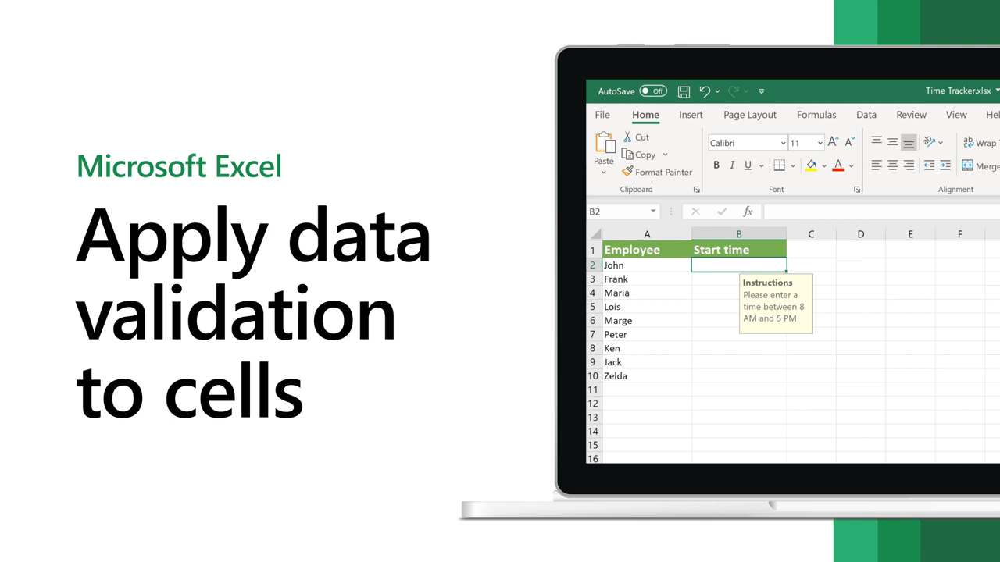 Microsoft Excel
Apply data
validation
to cells
AutoSave Off Time Tracker.xlsx
File Home Insert Page Layout Formulas Data Review View Hel
Paste
Cut
Copy
Format Painter
Clipboard
Calibri 11
B I U
Font
Wrap
Merge
Alignment
B2 fx
A B C D E F
1 Employee Start time
2 John
3 Frank
4 Maria
5 Lois
6 Marge
7 Peter
8 Ken
9 Jack
10 Zelda
11
12
13
14
15
16
Instructions
Please enter a
time between 8
AM and 5 PM